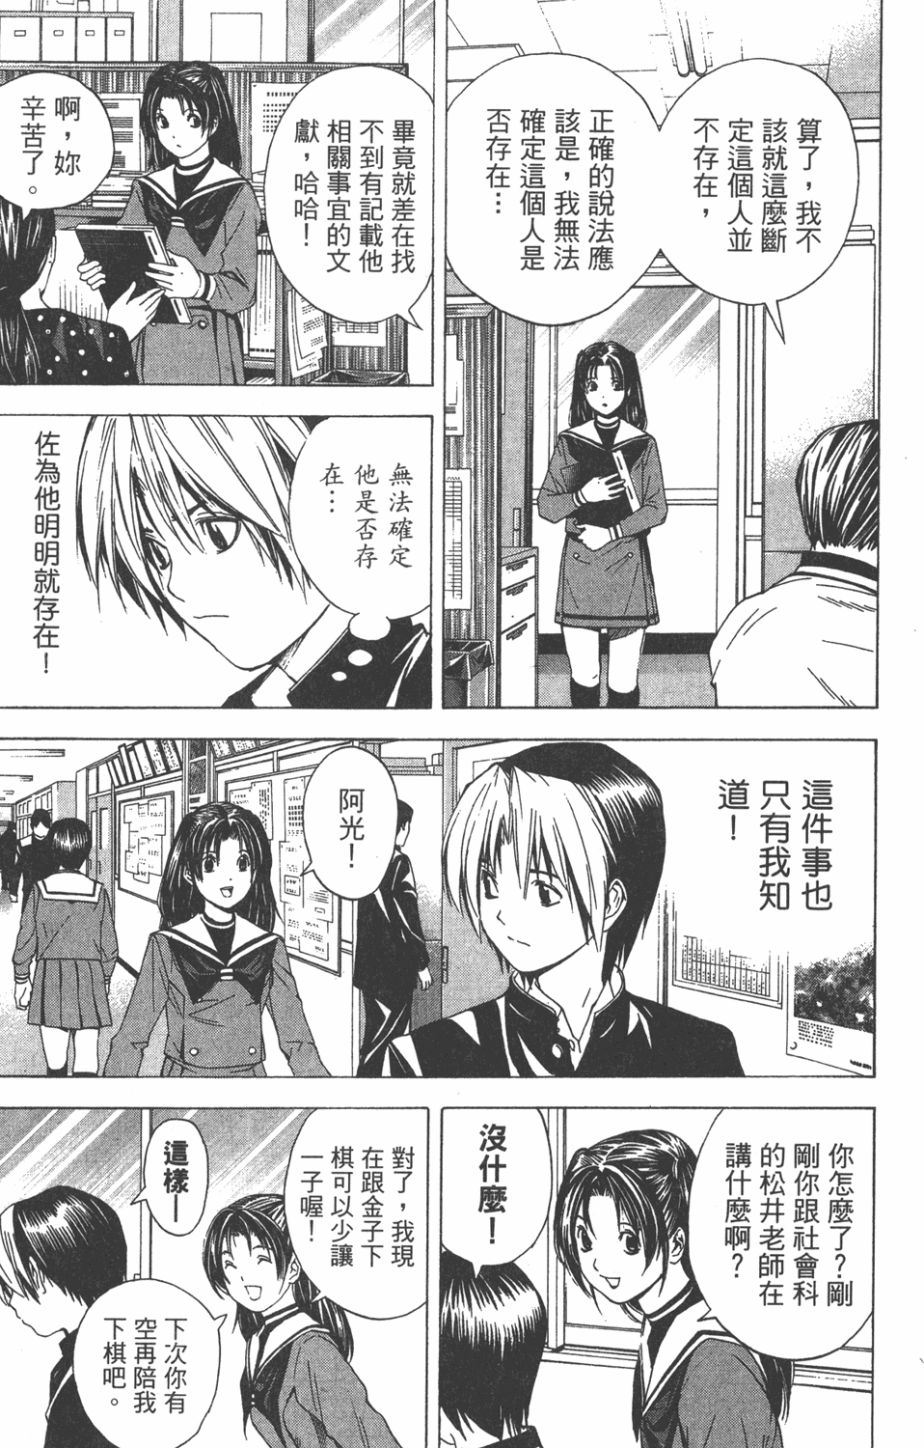 算了，我不
該就這麼斷
定這個人並
不存在，
正確的說法應
該是，我無法
確定這個人是
否存在…
畢竟就差在找
不到有記載他
相關事宜的文
獻，哈哈！
啊，妳
辛苦了。
無法確定
他是否存
在…
佐為他明明就存在！
這件事也
只有我知
道！
阿光！
你怎麼了？剛
剛你跟社會科
的松井老師在
講什麼啊？
沒什麼！
對了，我現
在跟金子下
棋可以少讓
一子喔！
這樣－
下次你有
空再陪我
下棋吧。